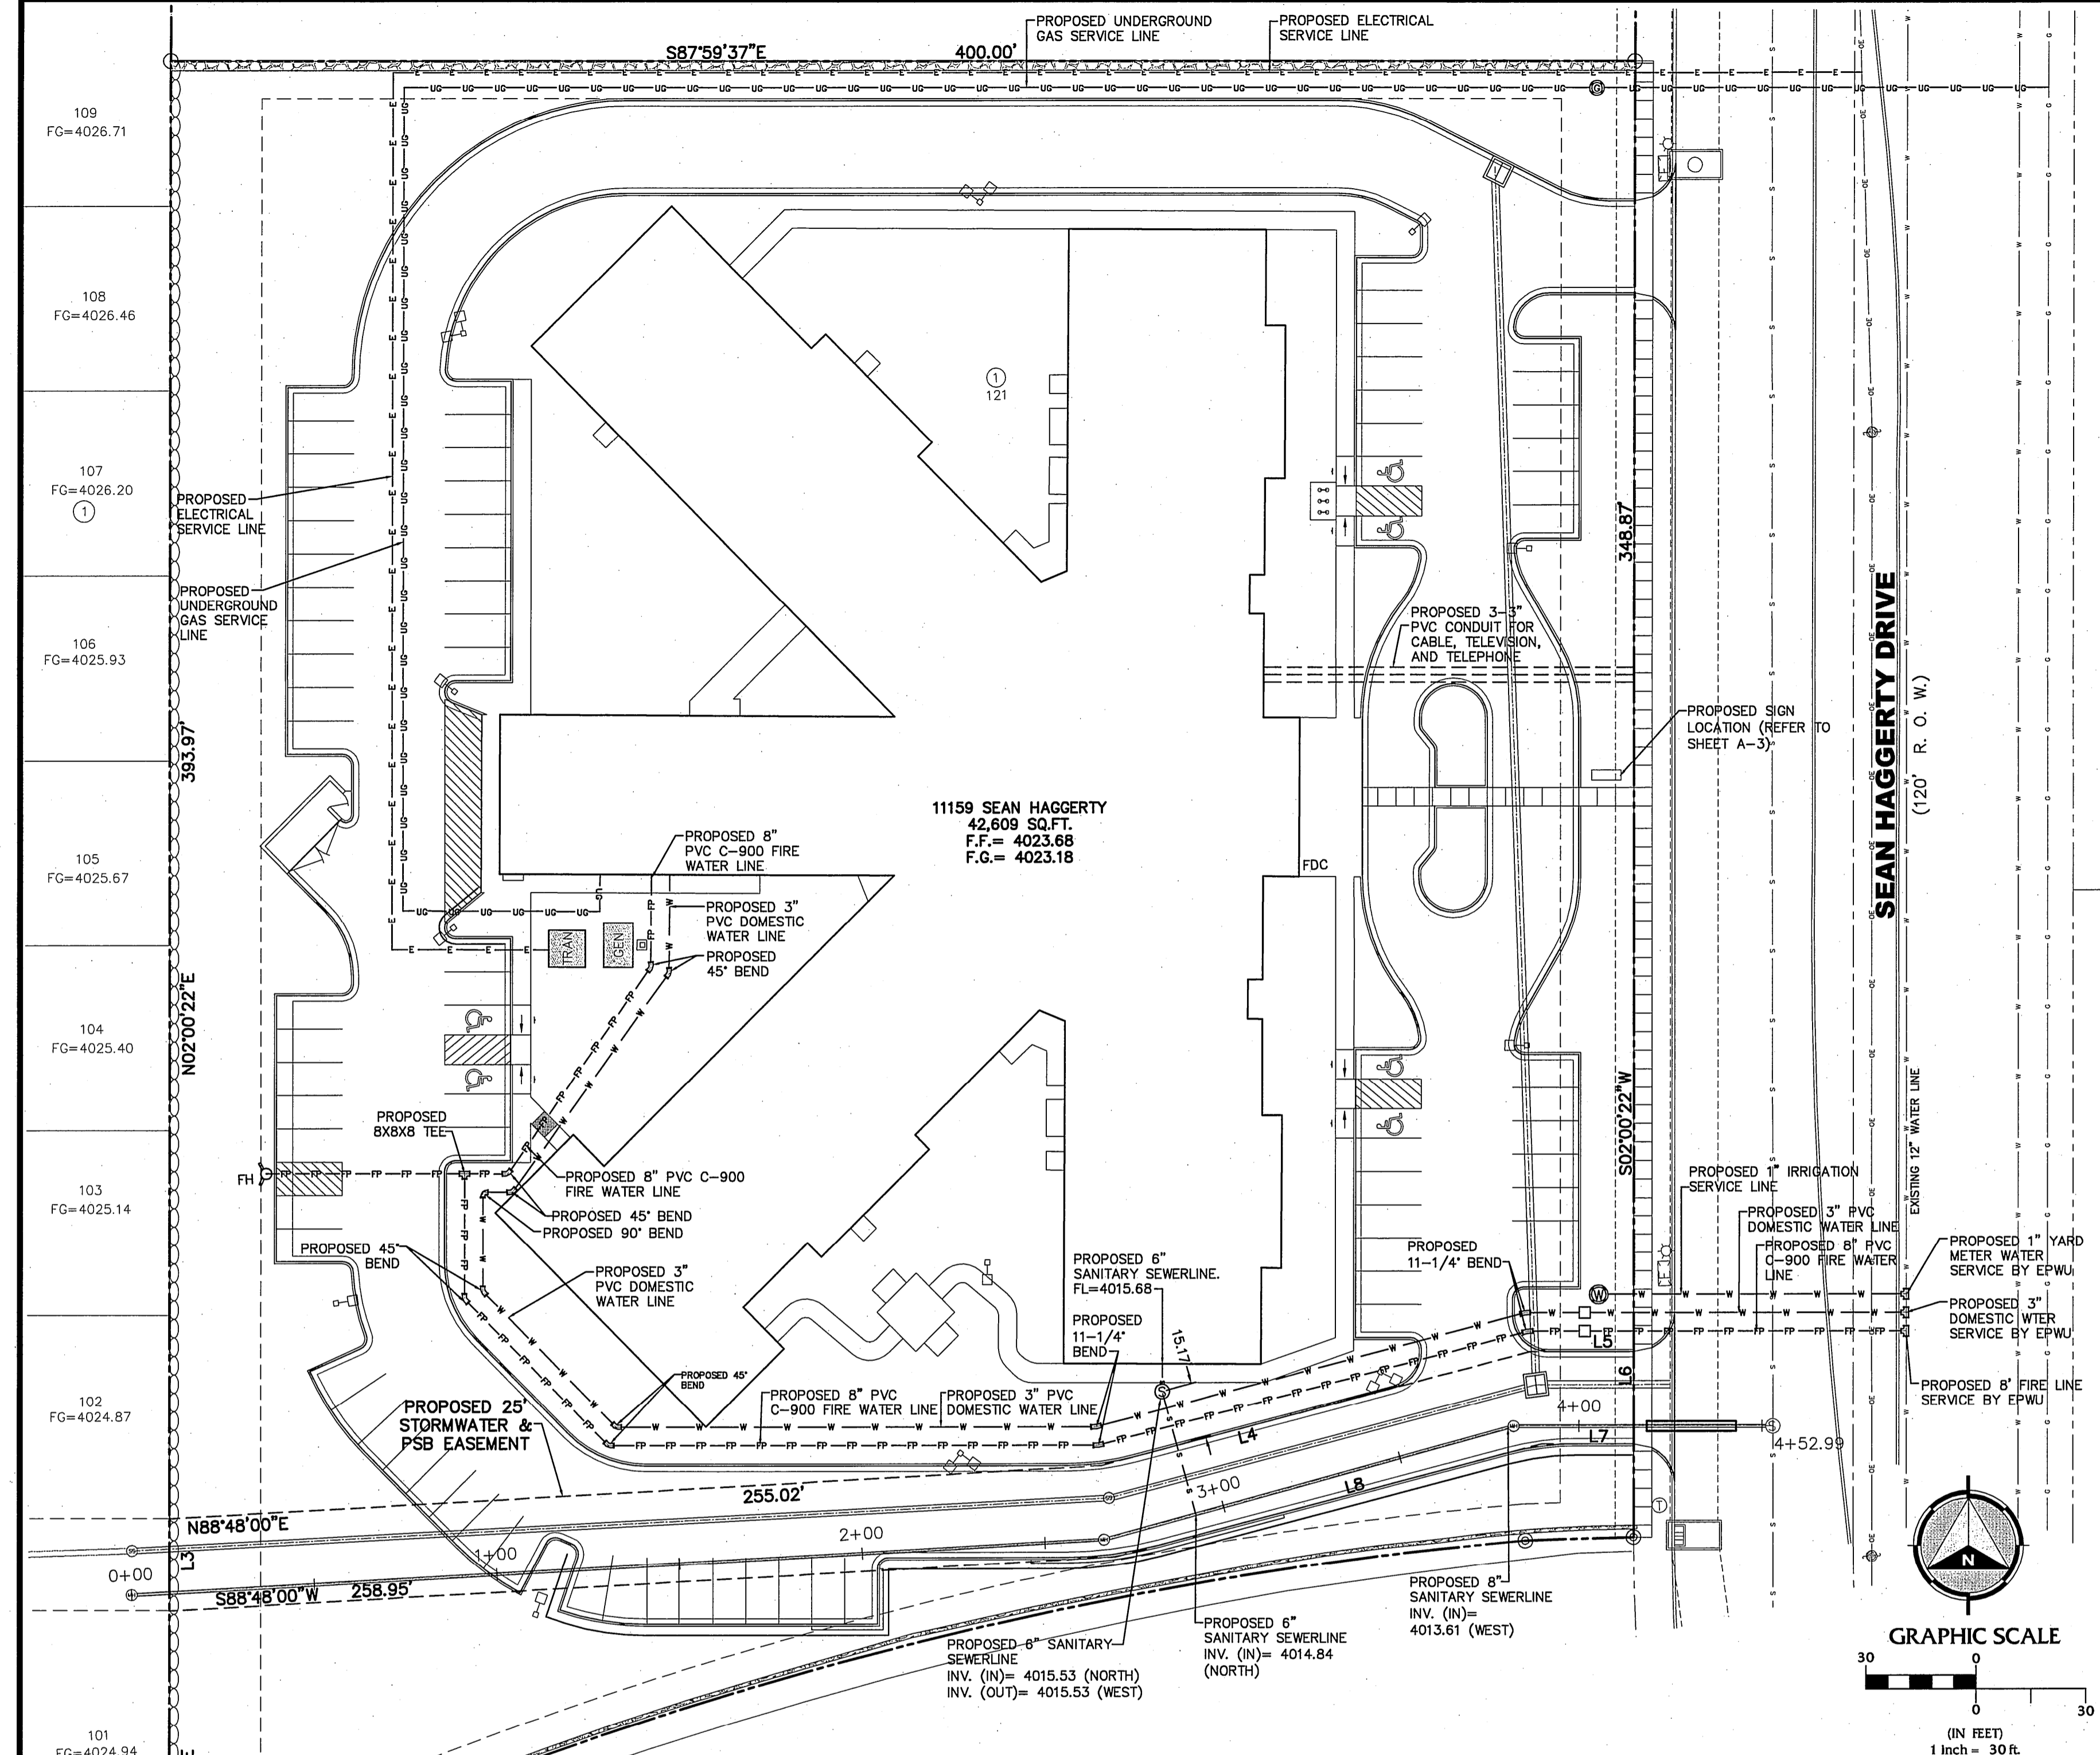 PROPOSED UNDERGROUND
GAS SERVICE LINE
PROPOSED ELECTRICAL
SERVICE LINE
S87°59'37"E
400.00'
109
FG=4026.71
108
FG=4026.46
107
FG=4026.20
1
106
FG=4025.93
105
FG=4025.67
104
FG=4025.40
103
FG=4025.14
102
FG=4024.87
101
FG=4024.94
PROPOSED
ELECTRICAL
SERVICE LINE
PROPOSED
UNDERGROUND
GAS SERVICE
LINE
393.97'
N02°00'22"E
1
121
348.87'
S02°00'22"W
PROPOSED 3-3"
PVC CONDUIT FOR
CABLE, TELEVISION,
AND TELEPHONE
PROPOSED SIGN
LOCATION (REFER TO
SHEET A-3)
SEAN HAGGERTY DRIVE
(120' R. O. W.)
EXISTING 12" WATER LINE
11159 SEAN HAGGERTY
42,609 SQ.FT.
F.F.= 4023.68
F.G.= 4023.18
FDC
PROPOSED 8"
PVC C-900 FIRE
WATER LINE
PROPOSED 3"
PVC DOMESTIC
WATER LINE
PROPOSED
45° BEND
TRAN
GEN
PROPOSED
8X8X8 TEE
FH
PROPOSED 8" PVC C-900
FIRE WATER LINE
PROPOSED 45° BEND
PROPOSED 90° BEND
PROPOSED 45°
BEND
PROPOSED 3"
PVC DOMESTIC
WATER LINE
PROPOSED 45°
BEND
PROPOSED 8" PVC
C-900 FIRE WATER LINE
PROPOSED 3" PVC
DOMESTIC WATER LINE
PROPOSED 6"
SANITARY SEWERLINE.
FL=4015.68
PROPOSED
11-1/4°
BEND
15.17'
PROPOSED
11-1/4° BEND
PROPOSED 1" IRRIGATION
SERVICE LINE
PROPOSED 3" PVC
DOMESTIC WATER LINE
PROPOSED 8" PVC
C-900 FIRE WATER
LINE
PROPOSED 1" YARD
METER WATER
SERVICE BY EPWU
PROPOSED 3"
DOMESTIC WTER
SERVICE BY EPWU
PROPOSED 8' FIRE LINE
SERVICE BY EPWU
PROPOSED 25'
STORMWATER &
PSB EASEMENT
255.02'
N88°48'00"E
L3
S88°48'00"W
258.95'
0+00
1+00
2+00
3+00
4+00
4+52.99
L4
L5
L6
L7
L8
PROPOSED 6" SANITARY
SEWERLINE
INV. (IN)= 4015.53 (NORTH)
INV. (OUT)= 4015.53 (WEST)
PROPOSED 6"
SANITARY SEWERLINE
INV. (IN)= 4014.84
(NORTH)
PROPOSED 8"
SANITARY SEWERLINE
INV. (IN)=
4013.61 (WEST)
N
GRAPHIC SCALE
30
0
0
30
(IN FEET)
1 inch = 30 ft.